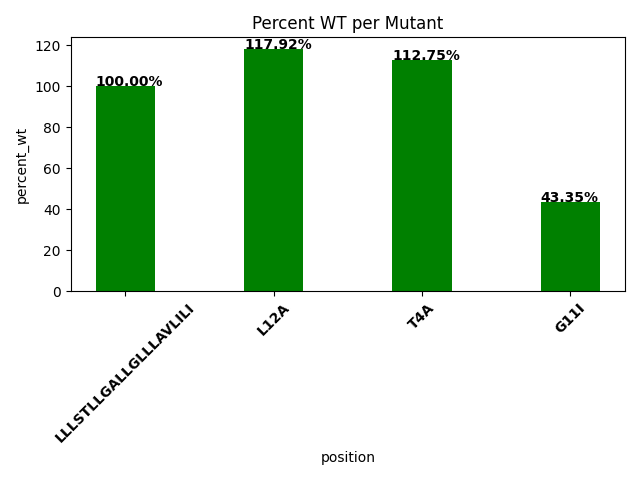 Percent WT per Mutant
percent_wt
120
100
80
60
40
20
0
100.00%
117.92%
112.75%
43.35%
LLLSTLLGALLGLLLAVLILI
L12A
T4A
G11I
position